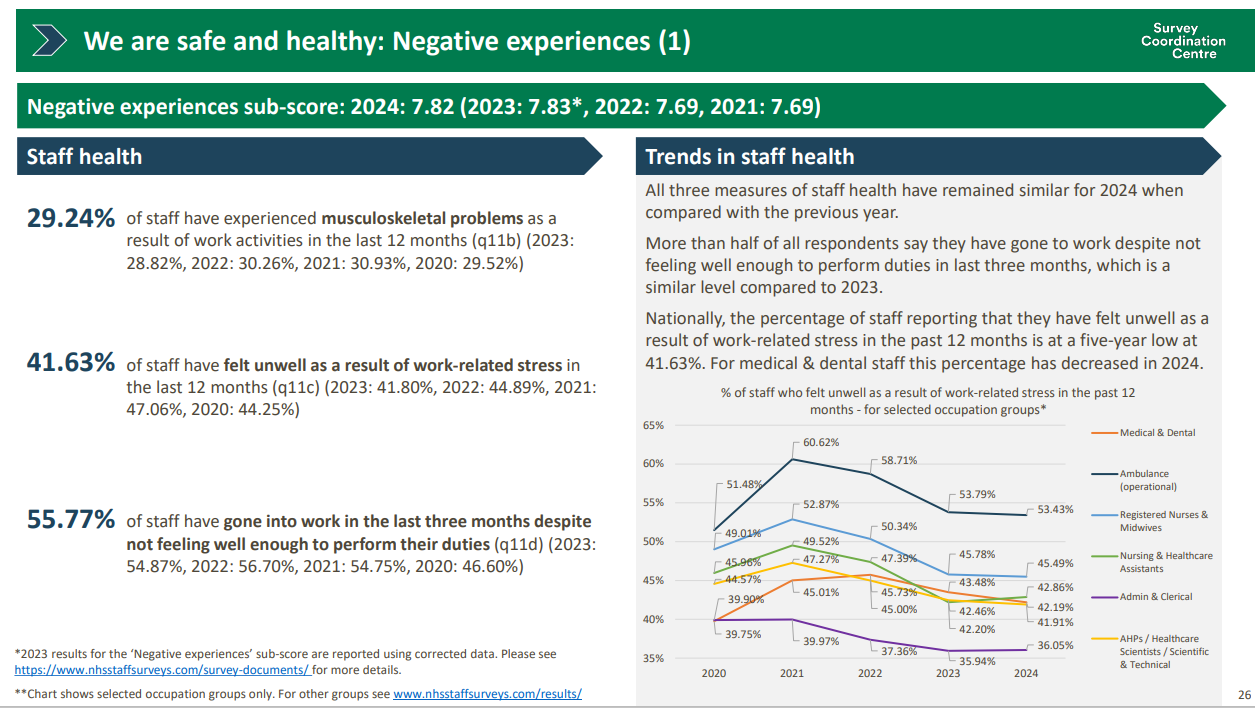 We are safe and healthy: Negative experiences (1)
Survey
Coordination
Centre
Negative experiences sub-score: 2024: 7.82 (2023: 7.83*, 2022: 7.69, 2021: 7.69)
Staff health
29.24%
of staff have experienced musculoskeletal problems as a
result of work activities in the last 12 months (q11b) (2023:
28.82%, 2022: 30.26%, 2021: 30.93%, 2020: 29.52%)
41.63%
of staff have felt unwell as a result of work-related stress in
the last 12 months (q11c) (2023: 41.80%, 2022: 44.89%, 2021:
47.06%, 2020: 44.25%)
55.77%
of staff have gone into work in the last three months despite
not feeling well enough to perform their duties (q11d) (2023:
54.87%, 2022: 56.70%, 2021: 54.75%, 2020: 46.60%)
*2023 results for the ‘Negative experiences’ sub-score are reported using corrected data. Please see
https://www.nhsstaffsurveys.com/survey-documents/ for more details.
**Chart shows selected occupation groups only. For other groups see www.nhsstaffsurveys.com/results/
Trends in staff health
All three measures of staff health have remained similar for 2024 when
compared with the previous year.
More than half of all respondents say they have gone to work despite not
feeling well enough to perform duties in last three months, which is a
similar level compared to 2023.
Nationally, the percentage of staff reporting that they have felt unwell as a
result of work-related stress in the past 12 months is at a five-year low at
41.63%. For medical & dental staff this percentage has decreased in 2024.
% of staff who felt unwell as a result of work-related stress in the past 12
months - for selected occupation groups*
65%
60%
55%
50%
45%
40%
35%
51.48%
60.62%
58.71%
53.79%
53.43%
49.01%
52.87%
50.34%
45.78%
45.49%
45.96%
49.52%
47.39%
42.20%
42.86%
44.57%
47.27%
45.00%
42.46%
41.91%
39.90%
45.01%
45.73%
43.48%
42.19%
39.75%
39.97%
37.36%
35.94%
36.05%
2020
2021
2022
2023
2024
Medical & Dental
Ambulance
(operational)
Registered Nurses &
Midwives
Nursing & Healthcare
Assistants
Admin & Clerical
AHPs / Healthcare
Scientists / Scientific
& Technical
26